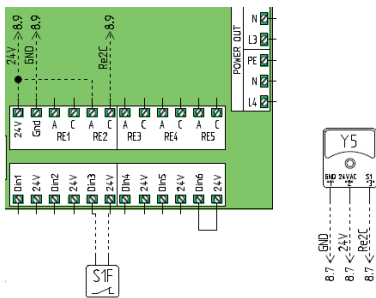 24V >> 8.9
GND >> 8.9
Re2C >> 8.9
POWER OUT
N
L3
PE
N
L4
24V Gnd A C A C A C A C A C
RE1 RE2 RE3 RE4 RE5
Din1 24V Din2 24V Din3 24V Din4 24V Din5 24V Din6 24V
S1F
Y5
GND 24VAC S1
GND 24V Re2C
8.7 8.7 8.7